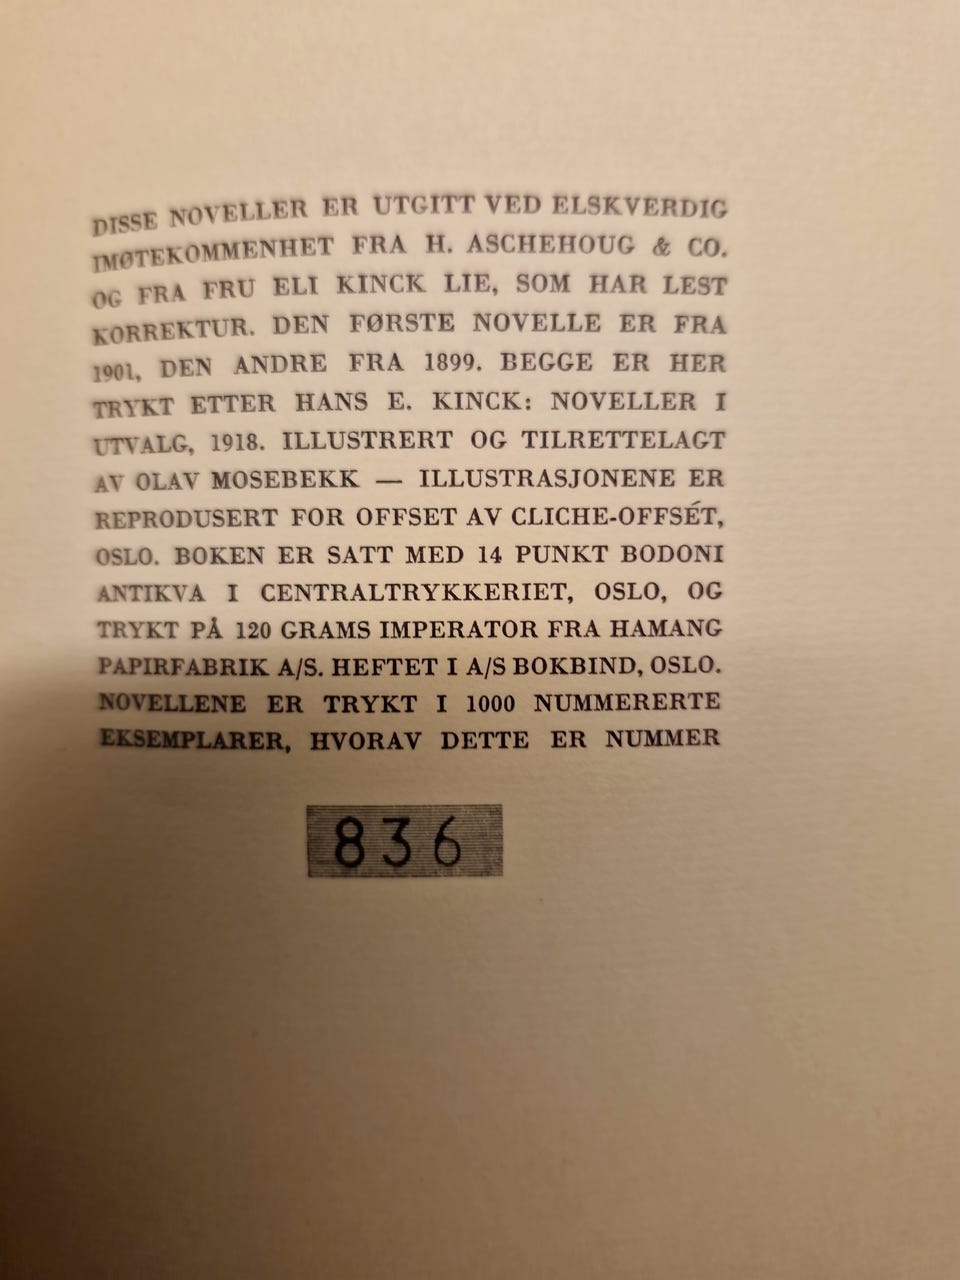 DISSE NOVELLER ER UTGITT VED ELSKVERDIG
IMØTEKOMMENHET FRA H. ASCHEHOUG & CO.
OG FRA FRU ELI KINCK LIE, SOM HAR LEST
KORREKTUR. DEN FØRSTE NOVELLE ER FRA
1901, DEN ANDRE FRA 1899. BEGGE ER HER
TRYKT ETTER HANS E. KINCK: NOVELLER I
UTVALG, 1918. ILLUSTRERT OG TILRETTELAGT
AV OLAV MOSEBEKK — ILLUSTRASJONENE ER
REPRODUSERT FOR OFFSET AV CLICHE-OFFSÉT,
OSLO. BOKEN ER SATT MED 14 PUNKT BODONI
ANTIKVA I CENTRALTRYKKERIET, OSLO, OG
TRYKT PÅ 120 GRAMS IMPERATOR FRA HAMANG
PAPIRFABRIK A/S. HEFTET I A/S BOKBIND, OSLO.
NOVELLENE ER TRYKT I 1000 NUMMERERTE
EKSEMPLARER, HVORAV DETTE ER NUMMER
836